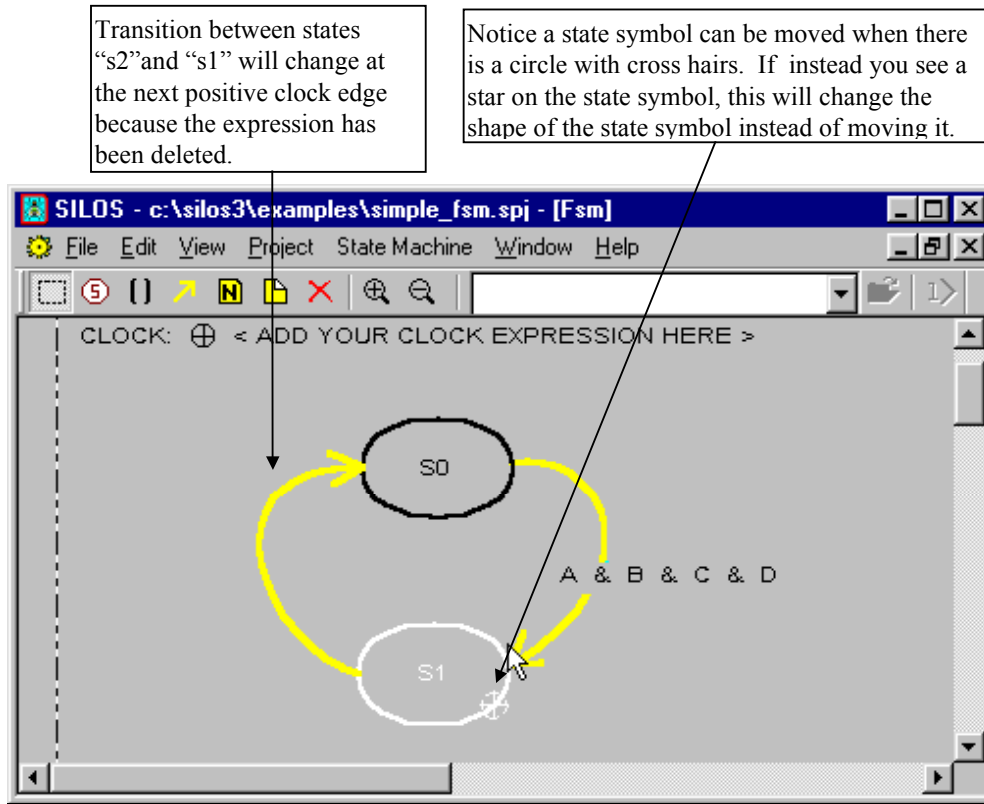 Transition between states
“s2”and “s1” will change at
the next positive clock edge
because the expression has
been deleted.
Notice a state symbol can be moved when there
is a circle with cross hairs.  If  instead you see a
star on the state symbol, this will change the
shape of the state symbol instead of moving it.
SILOS - c:\silos3\examples\simple_fsm.spj - [Fsm]
File Edit View Project State Machine Window Help
S N 1
CLOCK: < ADD YOUR CLOCK EXPRESSION HERE >
S0
A & B & C & D
S1